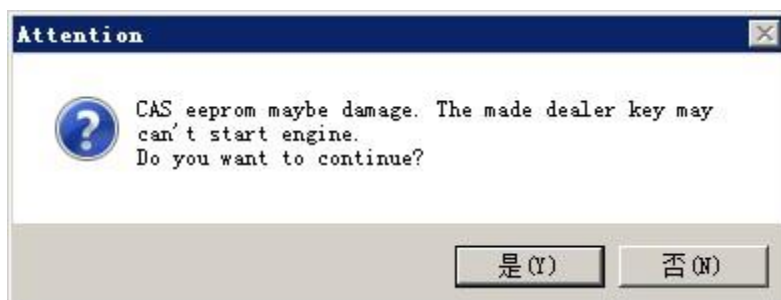 Attention
CAS eeprom maybe damage. The made dealer key may
can't start engine.
Do you want to continue?
是(Y) 否(N)